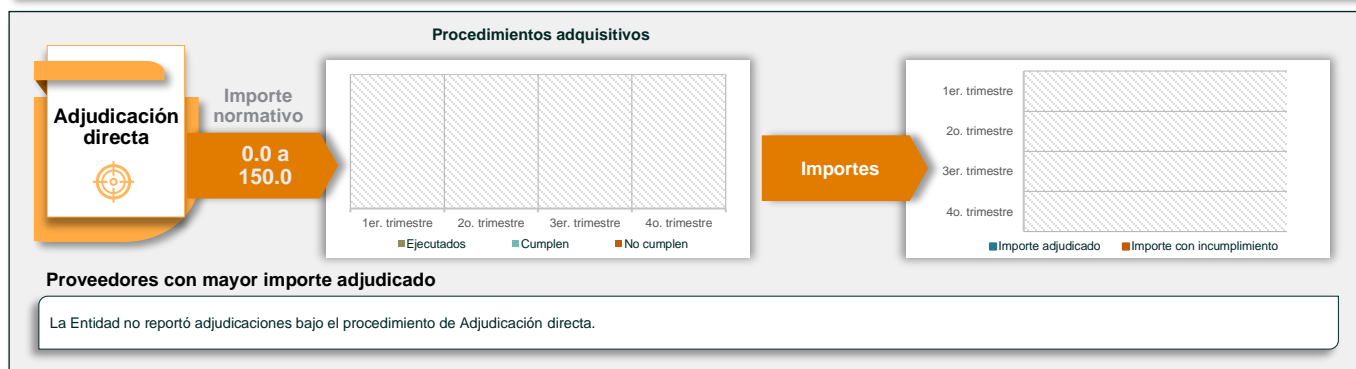 Procedimientos adquisitivos
Adjudicación
directa
Importe
normativo
0.0 a
150.0
1er. trimestre 2o. trimestre 3er. trimestre 4o. trimestre
Ejecutados Cumplen No cumplen
Importes
1er. trimestre
2o. trimestre
3er. trimestre
4o. trimestre
Importe adjudicado Importe con incumplimiento
Proveedores con mayor importe adjudicado
La Entidad no reportó adjudicaciones bajo el procedimiento de Adjudicación directa.